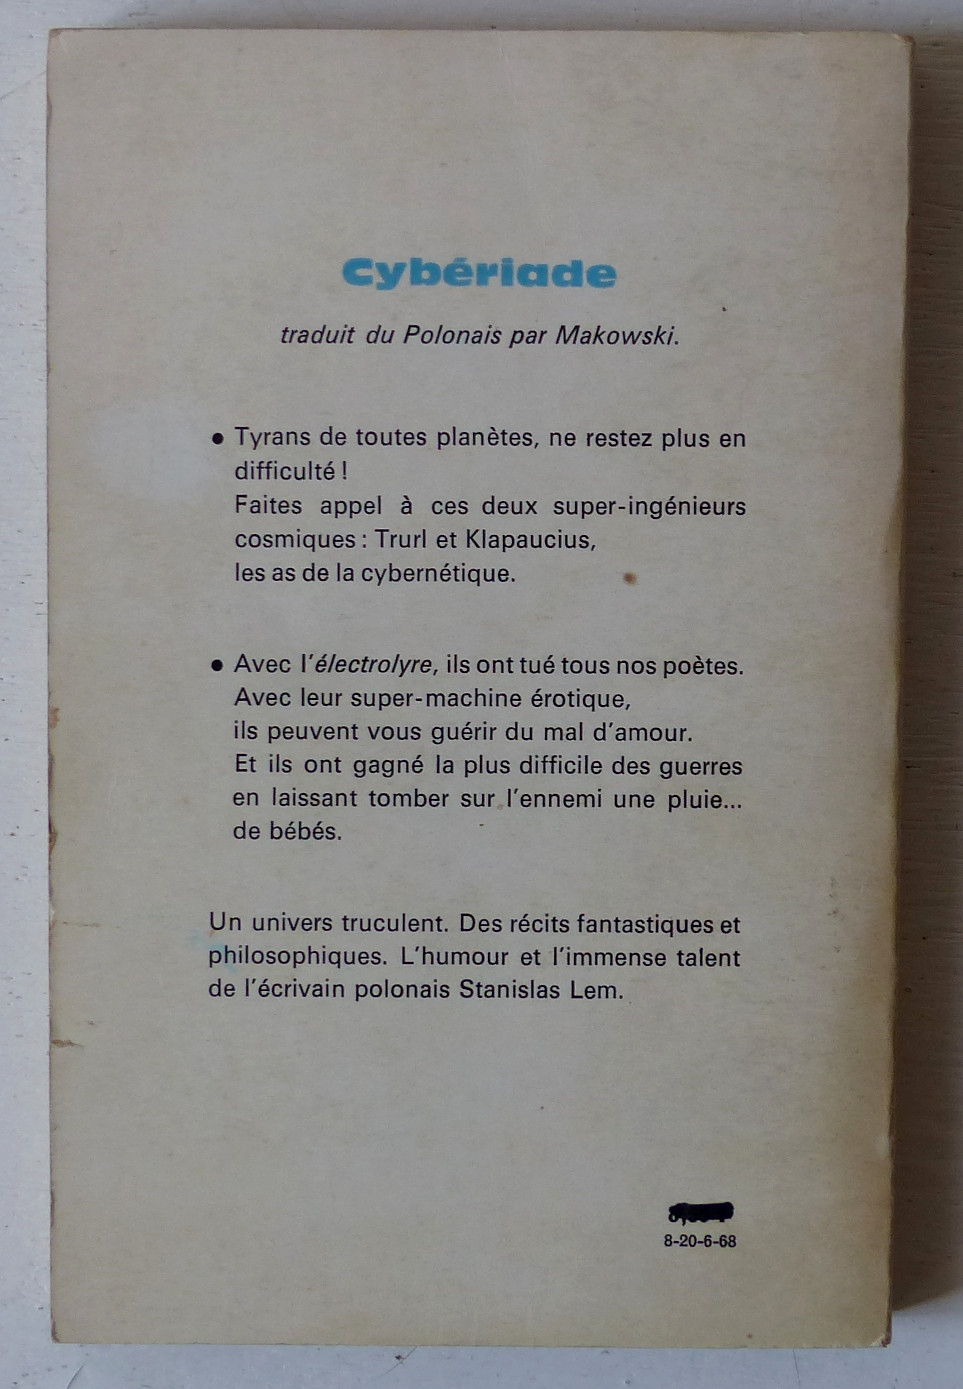 Cybériade
traduit du Polonais par Makowski.
● Tyrans de toutes planètes, ne restez plus en
difficulté !
Faites appel à ces deux super-ingénieurs
cosmiques : Trurl et Klapaucius,
les as de la cybernétique.
● Avec l'électrolyre, ils ont tué tous nos poètes.
Avec leur super-machine érotique,
ils peuvent vous guérir du mal d'amour.
Et ils ont gagné la plus difficile des guerres
en laissant tomber sur l'ennemi une pluie...
de bébés.
Un univers truculent. Des récits fantastiques et
philosophiques. L'humour et l'immense talent
de l'écrivain polonais Stanislas Lem.
8-20-6-68